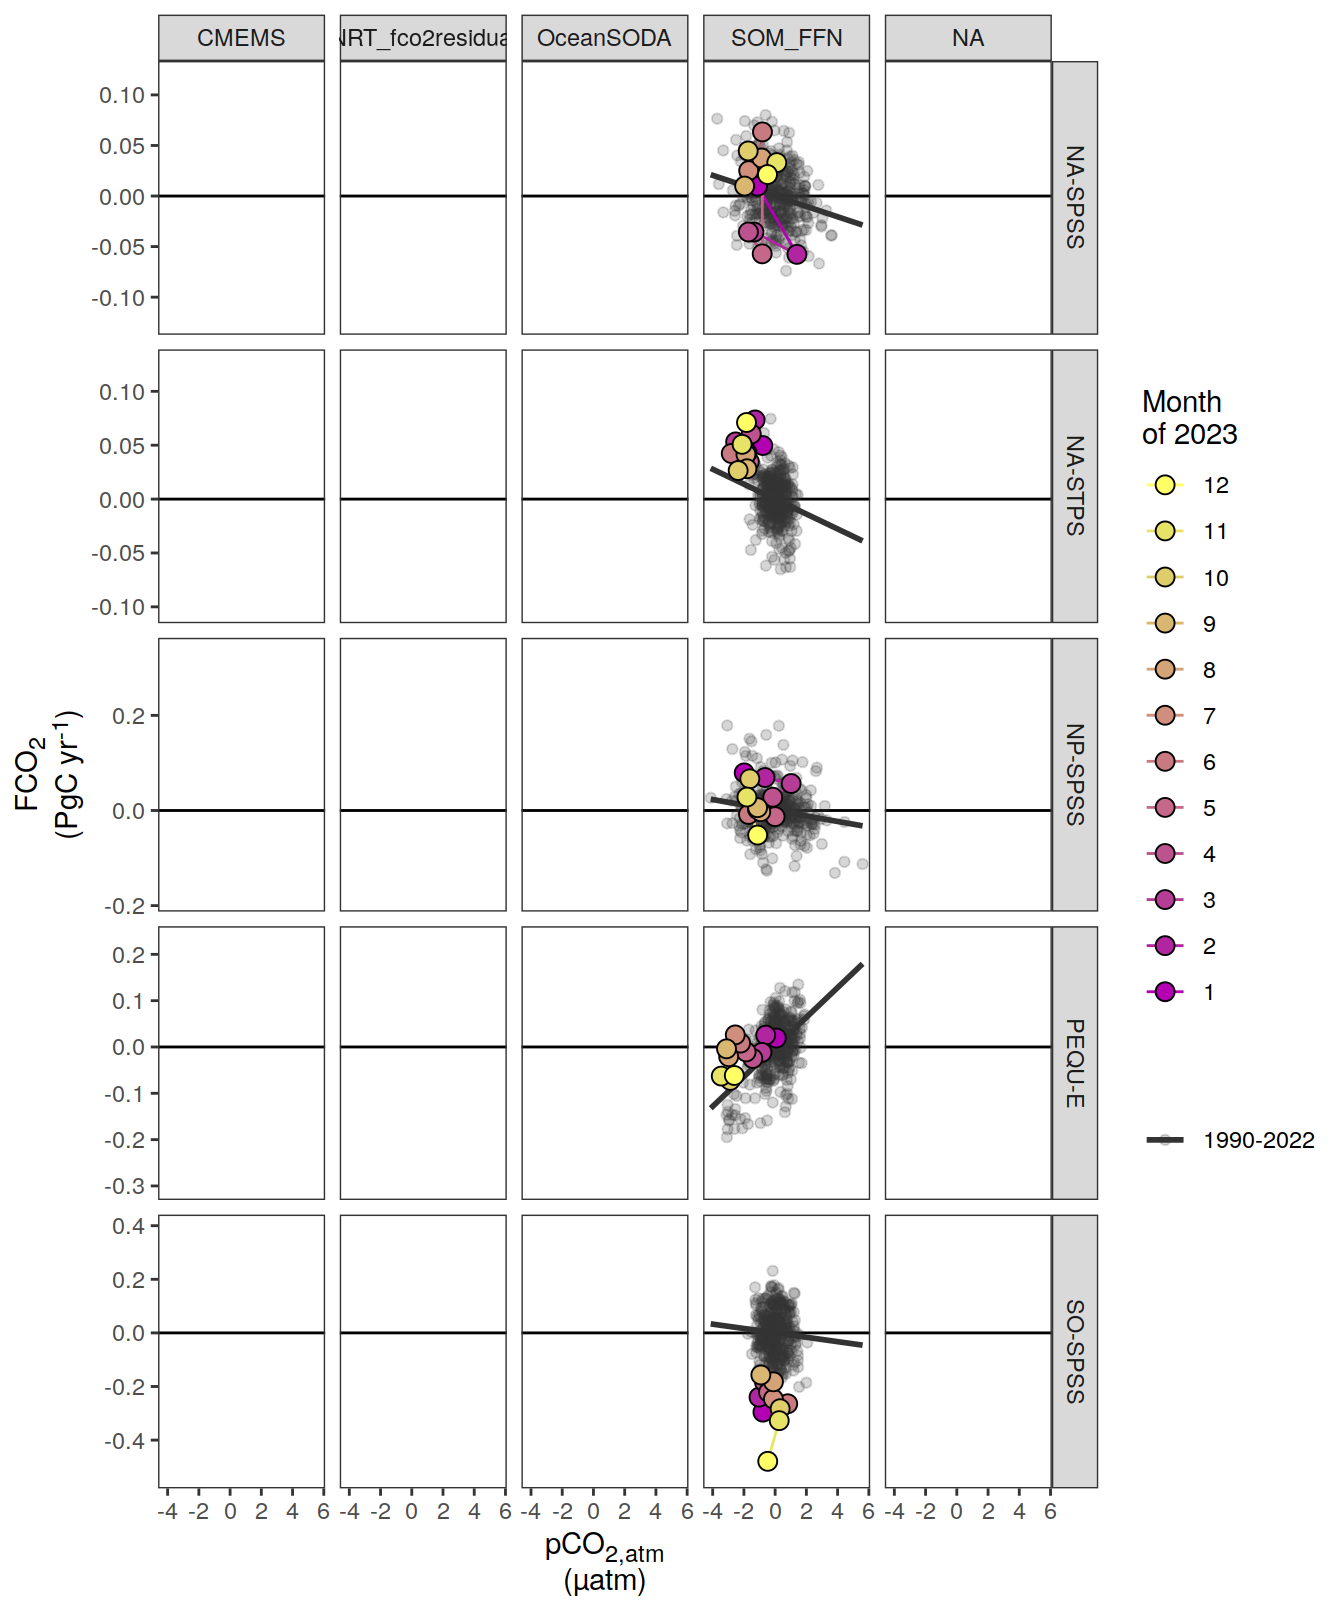 CMEMS NRT_fco2residua OceanSODA SOM_FFN NA
0.10
0.05
0.00
-0.05
-0.10
NA-SPSS
0.10
0.05
0.00
-0.05
-0.10
NA-STPS
0.2
0.0
-0.2
NP-SPSS
0.2
0.1
0.0
-0.1
-0.2
-0.3
PEQU-E
0.4
0.2
0.0
-0.2
-0.4
SO-SPSS
-4 -2 0 2 4 6 -4 -2 0 2 4 6 -4 -2 0 2 4 6 -4 -2 0 2 4 6 -4 -2 0 2 4 6
FCO₂
(PgC yr⁻¹)
pCO₂,ₐₜₘ
(µatm)
Month
of 2023
12
11
10
9
8
7
6
5
4
3
2
1
1990-2022